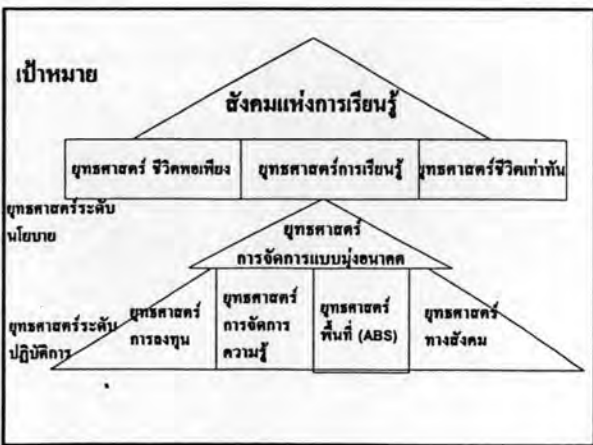 เป้าหมาย
สังคมแห่งการเรียนรู้
ยุทธศาสตร์ ชีวิตพอเพียง
ยุทธศาสตร์การเรียนรู้
ยุทธศาสตร์ชีวิตเท่าทัน
ยุทธศาสตร์ระดับ
นโยบาย
ยุทธศาสตร์
การจัดการแบบมุ่งอนาคต
ยุทธศาสตร์ระดับ
ปฏิบัติการ
ยุทธศาสตร์
การลงทุน
ยุทธศาสตร์
การจัดการ
ความรู้
ยุทธศาสตร์
พื้นที่ (ABS)
ยุทธศาสตร์
ทางสังคม